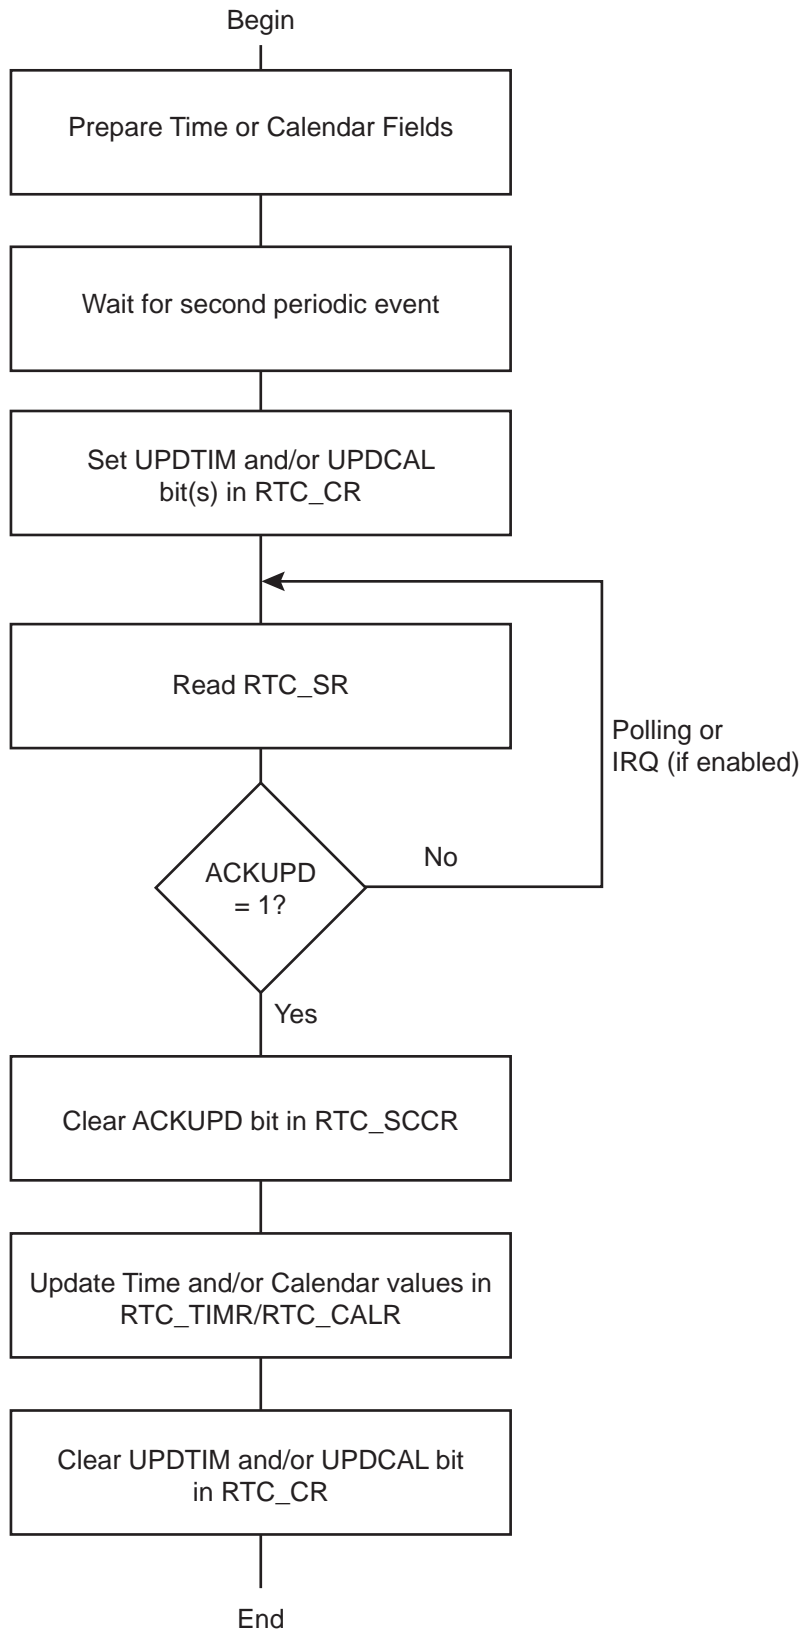 Begin
Prepare Time or Calendar Fields
Wait for second periodic event
Set UPDTIM and/or UPDCAL
bit(s) in RTC_CR
Read RTC_SR
Polling or
IRQ (if enabled)
ACKUPD
= 1?
No
Yes
Clear ACKUPD bit in RTC_SCCR
Update Time and/or Calendar values in
RTC_TIMR/RTC_CALR
Clear UPDTIM and/or UPDCAL bit
in RTC_CR
End